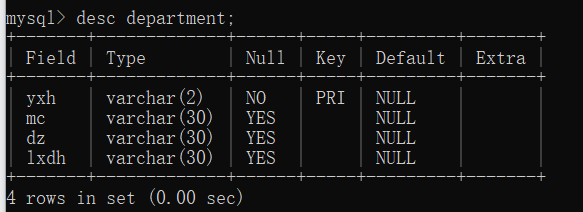 mysql> desc department;
+-------+-------------+------+-----+---------+-------+
| Field | Type        | Null | Key | Default | Extra |
+-------+-------------+------+-----+---------+-------+
| yxh   | varchar(2)  | NO   | PRI | NULL    |       |
| mc    | varchar(30) | YES  |     | NULL    |       |
| dz    | varchar(30) | YES  |     | NULL    |       |
| lxdh  | varchar(30) | YES  |     | NULL    |       |
+-------+-------------+------+-----+---------+-------+
4 rows in set (0.00 sec)